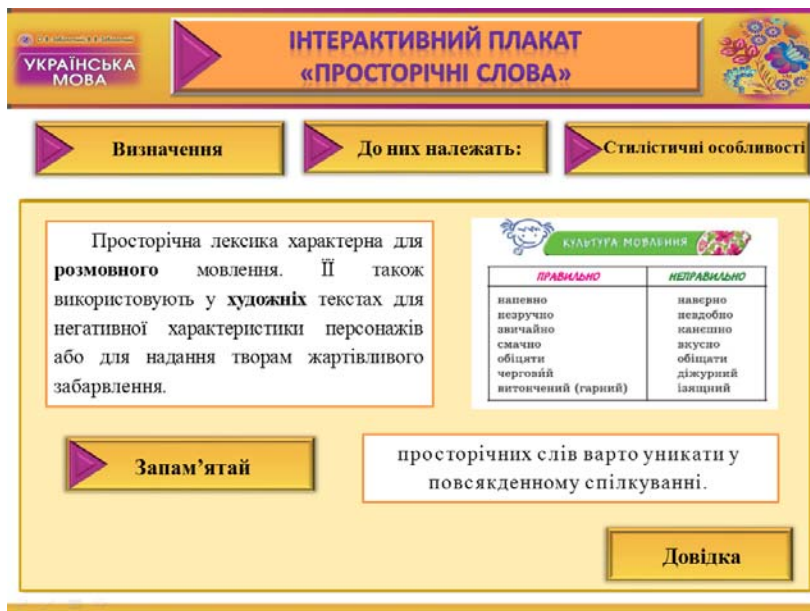 УКРАЇНСЬКА
МОВА
ІНТЕРАКТИВНИЙ ПЛАКАТ
«ПРОСТОРІЧНІ СЛОВА»
Визначення
До них належать:
Стилістичні особливості
Просторічна лексика характерна для
розмовного мовлення. ЇЇ також
використовують у художніх текстах для
негативної характеристики персонажів
або для надання творам жартівливого
забарвлення.
КУЛЬТУРА МОВЛЕННЯ
ПРАВИЛЬНО НЕПРАВИЛЬНО
напевно навєрно
незручно невдобно
звичайно канєшно
смачно вкусно
обіцяти обіщати
черговий діжурний
витончений (гарний) ізящний
Запам’ятай
просторічних слів варто уникати у
повсякденному спілкуванні.
Довідка